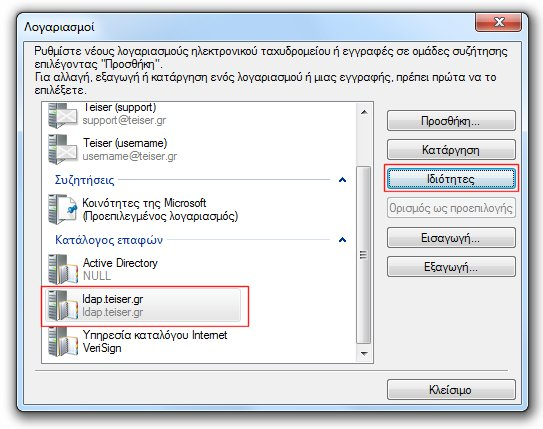 Λογαριασμοί
Ρυθμίστε νέους λογαριασμούς ηλεκτρονικού ταχυδρομείου ή εγγραφές σε ομάδες συζήτησης
επιλέγοντας "Προσθήκη".
Για αλλαγή, εξαγωγή ή κατάργηση ενός λογαριασμού ή μιας εγγραφής, πρέπει πρώτα να το
επιλέξετε.
Teiser (support)
support@teiser.gr
Teiser (username)
username@teiser.gr
Συζητήσεις
Κοινότητες της Microsoft
(Προεπιλεγμένος λογαριασμός)
Κατάλογος επαφών
Active Directory
NULL
ldap.teiser.gr
ldap.teiser.gr
Υπηρεσία καταλόγου Internet
VeriSign
Προσθήκη...
Κατάργηση
Ιδιότητες
Ορισμός ως προεπιλογής
Εισαγωγή...
Εξαγωγή...
Κλείσιμο